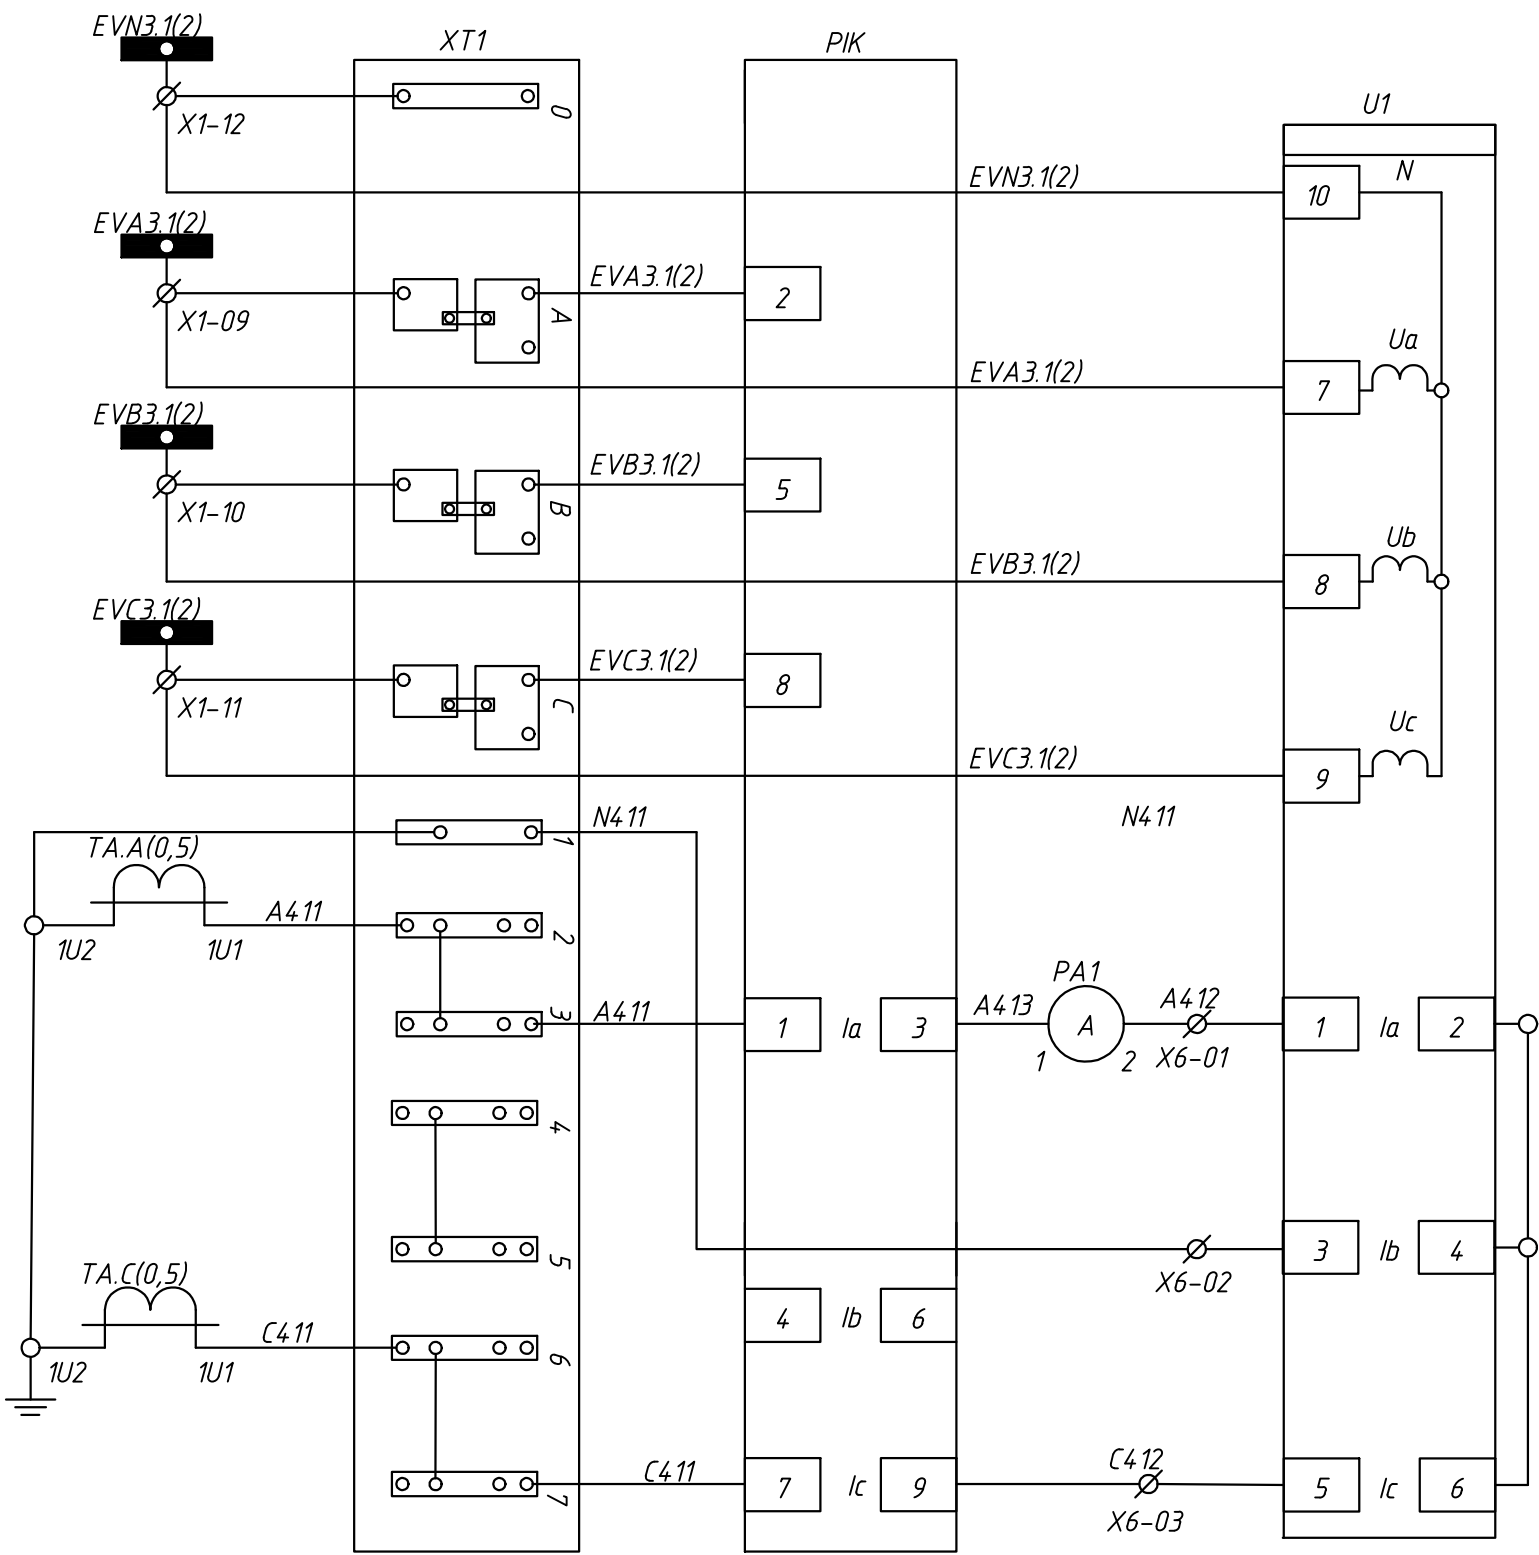 EVN3.1(2)
XT1
PIK
U1
0
X1-12
N
EVN3.1(2)
10
EVA3.1(2)
EVA3.1(2)
2
A
X1-09
Ua
EVA3.1(2)
7
EVB3.1(2)
EVB3.1(2)
5
B
X1-10
Ub
EVB3.1(2)
8
EVC3.1(2)
EVC3.1(2)
8
C
X1-11
Uc
EVC3.1(2)
9
N411
N411
1
TA.A(0,5)
A411
2
1U2
1U1
PA1
3
A411
1
Ia
3
A413
A
A412
1
Ia
2
1
2
X6-01
4
5
3
Ib
4
TA.C(0,5)
X6-02
4
Ib
6
C411
6
1U2
1U1
C412
C411
7
Ic
9
5
Ic
6
7
X6-03